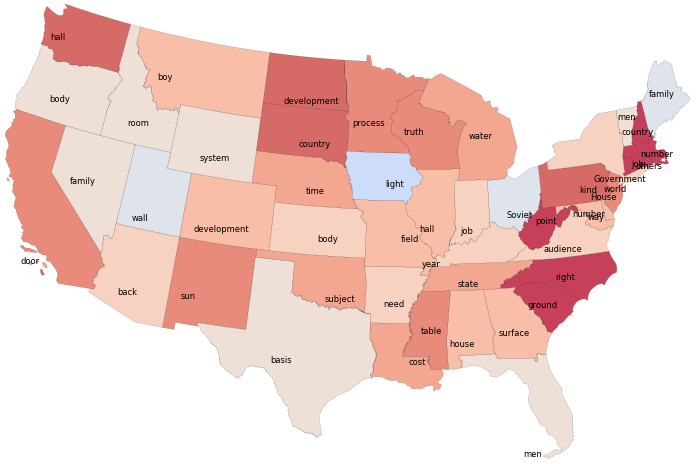 hall
boy
family
body
development
men
room
process
truth
country
water
country
number
job
others
system
Government
family
time
light
kind
world
House
wall
Soviet
point
number
way
development
body
field
hall
job
audience
door
back
sun
year
right
subject
need
state
ground
table
surface
house
basis
cost
men